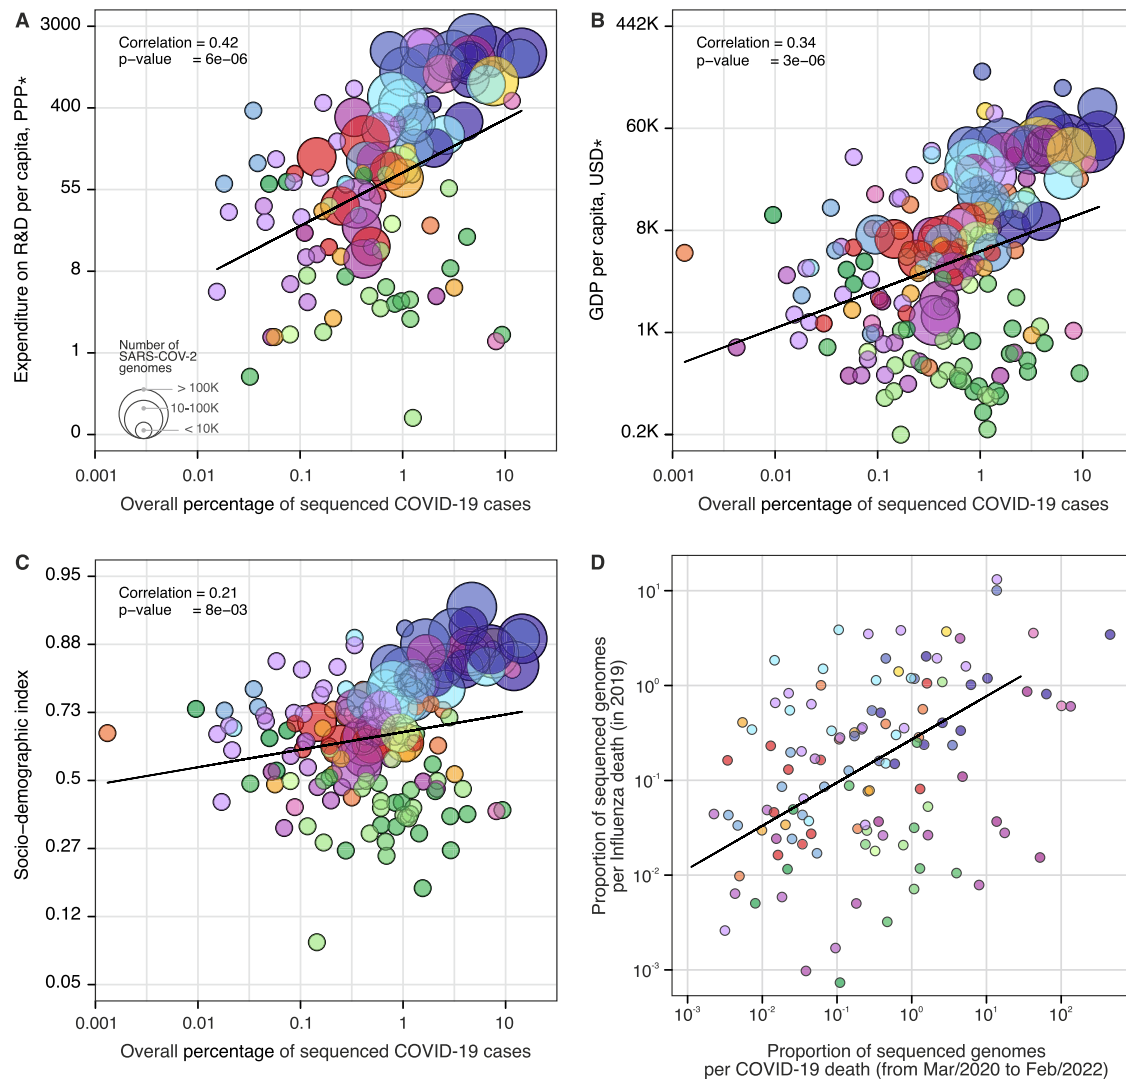 A
3000
400
55
8
1
0
Expenditure on R&D per capita, PPP*
Correlation = 0.42
p−value = 6e−06
Number of
SARS-COV-2
genomes
> 100K
10-100K
< 10K
0.001 0.01 0.1 1 10
Overall percentage of sequenced COVID-19 cases
B
442K
60K
8K
1K
0.2K
GDP per capita, USD*
Correlation = 0.34
p−value = 3e−06
0.001 0.01 0.1 1 10
Overall percentage of sequenced COVID-19 cases
C
0.95
0.88
0.73
0.5
0.27
0.12
0.05
Socio−demographic index
Correlation = 0.21
p−value = 8e−03
0.001 0.01 0.1 1 10
Overall percentage of sequenced COVID-19 cases
D
10¹
10⁰
10⁻¹
10⁻²
10⁻³
Proportion of sequenced genomes
per Influenza death (in 2019)
10⁻³ 10⁻² 10⁻¹ 10⁰ 10¹ 10²
Proportion of sequenced genomes
per COVID-19 death (from Mar/2020 to Feb/2022)